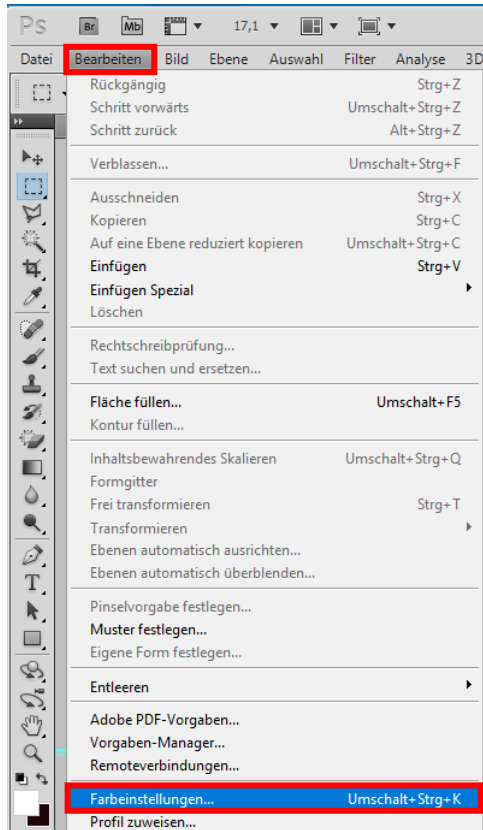 Ps Br Mb 17,1
Datei Bearbeiten Bild Ebene Auswahl Filter Analyse 3D
Rückgängig Strg+Z
Schritt vorwärts Umschalt+Strg+Z
Schritt zurück Alt+Strg+Z
Verblassen... Umschalt+Strg+F
Ausschneiden Strg+X
Kopieren Strg+C
Auf eine Ebene reduziert kopieren Umschalt+Strg+C
Einfügen Strg+V
Einfügen Spezial
Löschen
Rechtschreibprüfung...
Text suchen und ersetzen...
Fläche füllen... Umschalt+F5
Kontur füllen...
Inhaltsbewahrendes Skalieren Umschalt+Strg+Q
Formgitter
Frei transformieren Strg+T
Transformieren
Ebenen automatisch ausrichten...
Ebenen automatisch überblenden...
Pinselvorgabe festlegen...
Muster festlegen...
Eigene Form festlegen...
Entleeren
Adobe PDF-Vorgaben...
Vorgaben-Manager...
Remoteverbindungen...
Farbeinstellungen... Umschalt+Strg+K
Profil zuweisen...